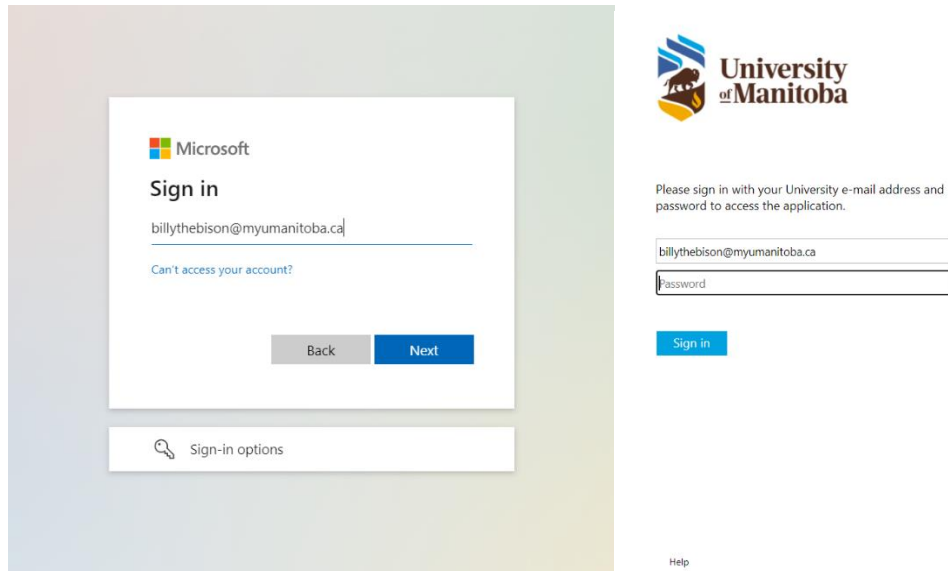 Microsoft
Sign in
billythebison@myumanitoba.ca
Can't access your account?
Back
Next
Sign-in options
University
of Manitoba
Please sign in with your University e-mail address and
password to access the application.
billythebison@myumanitoba.ca
Password
Sign in
Help